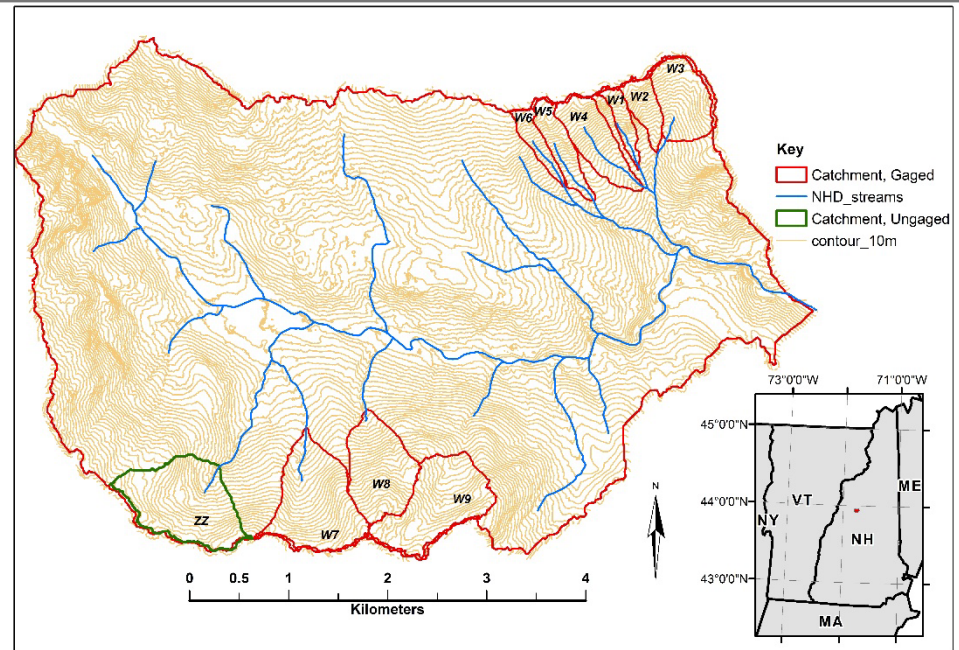 W3
W1
W2
W5
W6
W4
Key
Catchment, Gaged
NHD_streams
Catchment, Ungaged
contour_10m
73°0'0"W
71°0'0"W
45°0'0"N
44°0'0"N
43°0'0"N
VT
ME
NY
NH
MA
W8
W9
ZZ
W7
N
0 0.5 1 2 3 4
Kilometers